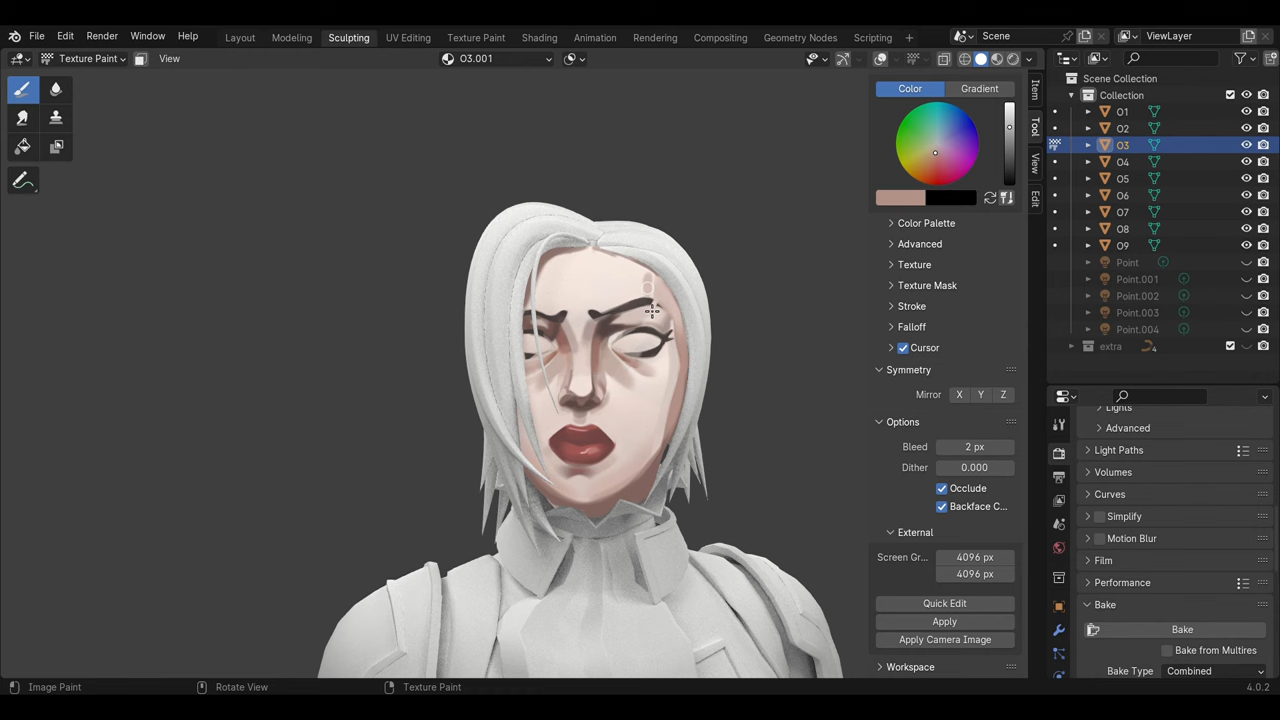 File Edit Render Window Help Layout Modeling Sculpting UV Editing Texture Paint Shading Animation Rendering Compositing Geometry Nodes Scripting + Scene ViewLayer
Texture Paint View O3.001
Color Gradient
Item
Tool
View
Edit
Color Palette
Advanced
Texture
Texture Mask
Stroke
Falloff
Cursor
Symmetry
Mirror X Y Z
Options
Bleed 2 px
Dither 0.000
Occlude
Backface C...
External
Screen Gr... 4096 px
4096 px
Quick Edit
Apply
Apply Camera Image
Workspace
Scene Collection
Collection
O1
O2
O3
O4
O5
O6
O7
O8
O9
Point
Point.001
Point.002
Point.003
Point.004
extra 4
Lights
Advanced
Light Paths
Volumes
Curves
Simplify
Motion Blur
Film
Performance
Bake
Bake
Bake from Multires
Bake Type Combined
Image Paint Rotate View Texture Paint 4.0.2